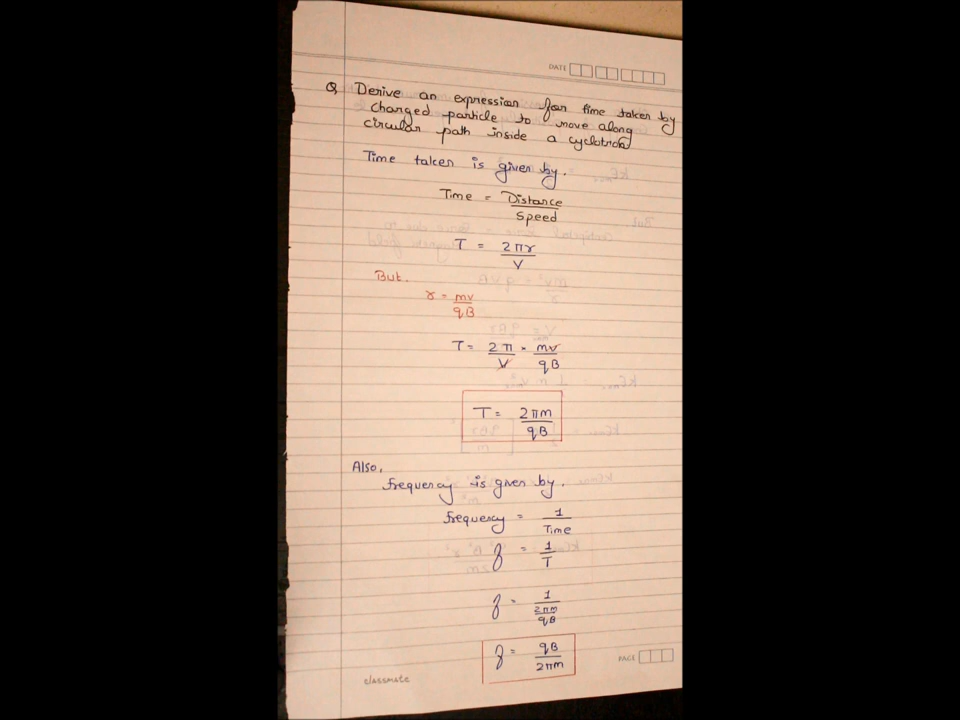 DATE
Q Derive an expression for time taken by
charged particle to move along
circular path inside a cyclotron
Time taken is given by.
Time = Distance / Speed
T = 2πr / V
But.
r = mv / qB
T = 2π / V × mv / qB
T = 2πm / qB
Also,
frequency is given by.
frequency = 1 / Time
f = 1 / T
f = 1 / 2πm / qB
f = qB / 2πm
PAGE
classmate